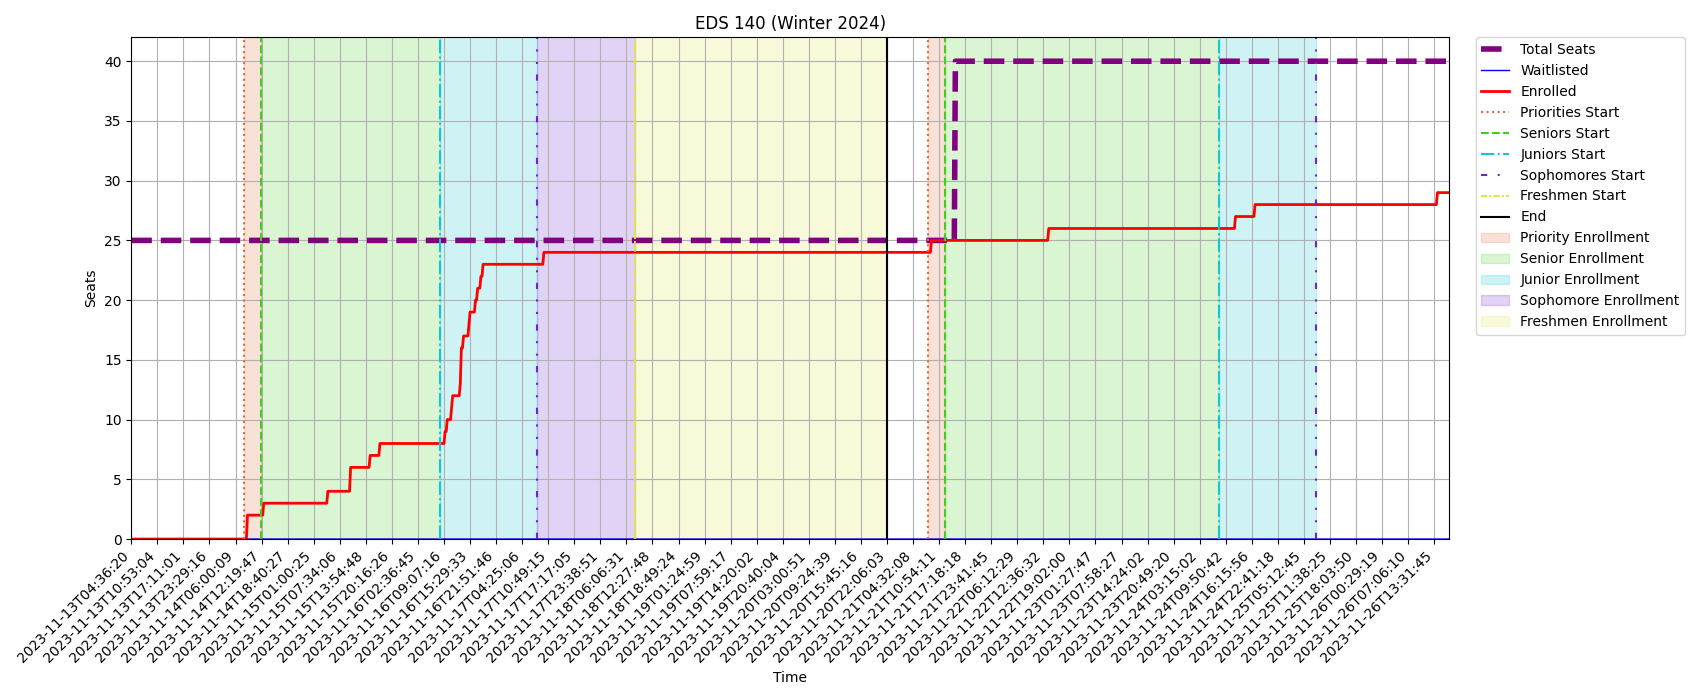 EDS 140 (Winter 2024)
40
35
30
25
20
15
10
5
0
Seats
2023-11-13T04:36:20
2023-11-13T10:53:04
2023-11-13T17:11:01
2023-11-13T23:29:16
2023-11-14T06:00:09
2023-11-14T12:19:47
2023-11-14T18:40:27
2023-11-15T01:00:25
2023-11-15T07:34:06
2023-11-15T13:54:48
2023-11-15T20:16:26
2023-11-16T02:36:45
2023-11-16T09:07:16
2023-11-16T15:29:33
2023-11-16T21:51:46
2023-11-17T04:25:06
2023-11-17T10:49:15
2023-11-17T17:17:05
2023-11-17T23:38:51
2023-11-18T06:06:31
2023-11-18T12:27:48
2023-11-18T18:49:24
2023-11-19T01:24:59
2023-11-19T07:59:17
2023-11-19T14:20:02
2023-11-19T20:40:04
2023-11-20T03:00:51
2023-11-20T09:24:39
2023-11-20T15:45:16
2023-11-20T22:06:03
2023-11-21T04:32:08
2023-11-21T10:54:11
2023-11-21T17:18:18
2023-11-21T23:41:45
2023-11-22T06:12:29
2023-11-22T12:36:32
2023-11-22T19:02:00
2023-11-23T01:27:47
2023-11-23T07:58:27
2023-11-23T14:24:02
2023-11-23T20:49:20
2023-11-24T03:15:02
2023-11-24T09:50:42
2023-11-24T16:15:56
2023-11-24T22:41:18
2023-11-25T05:12:45
2023-11-25T11:38:25
2023-11-25T18:03:50
2023-11-26T00:29:19
2023-11-26T07:06:10
2023-11-26T13:31:45
Time
Total Seats
Waitlisted
Enrolled
Priorities Start
Seniors Start
Juniors Start
Sophomores Start
Freshmen Start
End
Priority Enrollment
Senior Enrollment
Junior Enrollment
Sophomore Enrollment
Freshmen Enrollment